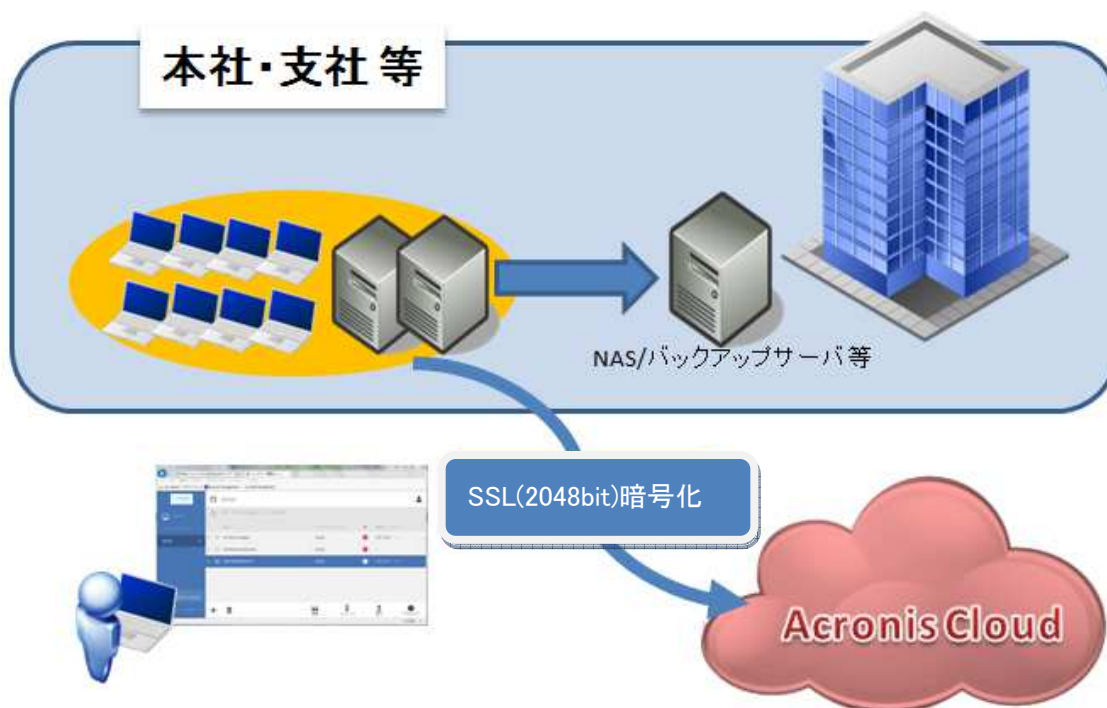 本社・支社 等
NAS/バックアップサーバ等
SSL(2048bit)暗号化
Acronis Cloud